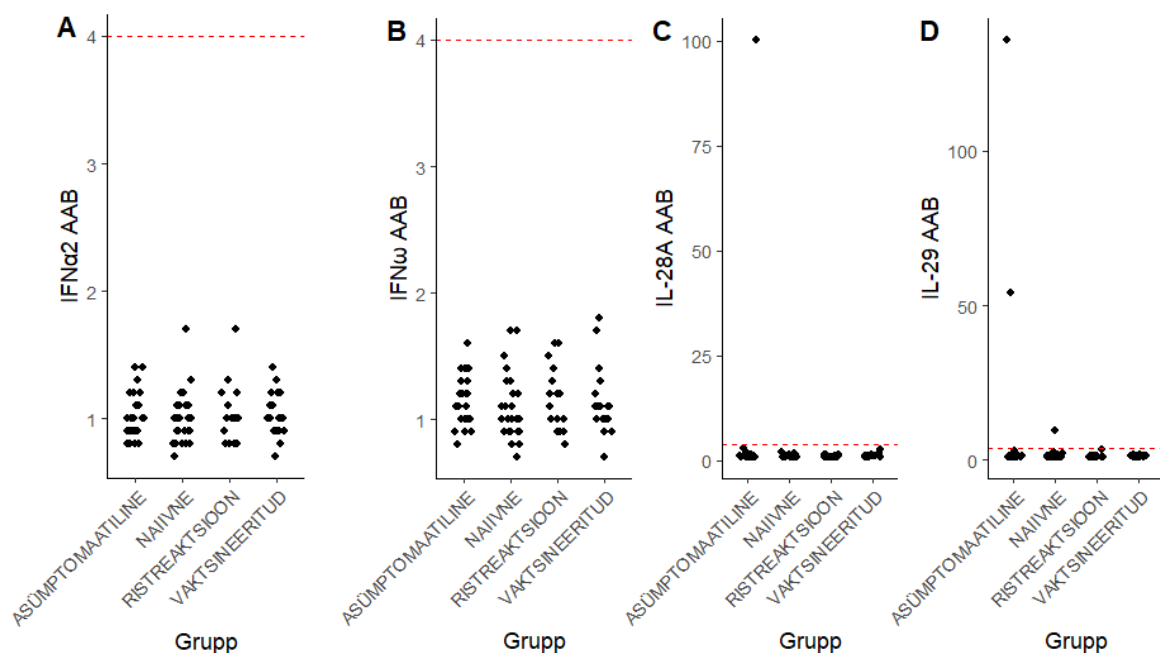 A
IFNα2 AAB
4
3
2
1
ASÜMPTOMAATILINE
NAIIVNE
RISTREAKTSIOON
VAKTSINEERITUD
Grupp
B
IFNω AAB
4
3
2
1
ASÜMPTOMAATILINE
NAIIVNE
RISTREAKTSIOON
VAKTSINEERITUD
Grupp
C
IL-28A AAB
100
75
50
25
0
ASÜMPTOMAATILINE
NAIIVNE
RISTREAKTSIOON
VAKTSINEERITUD
Grupp
D
IL-29 AAB
100
50
0
ASÜMPTOMAATILINE
NAIIVNE
RISTREAKTSIOON
VAKTSINEERITUD
Grupp